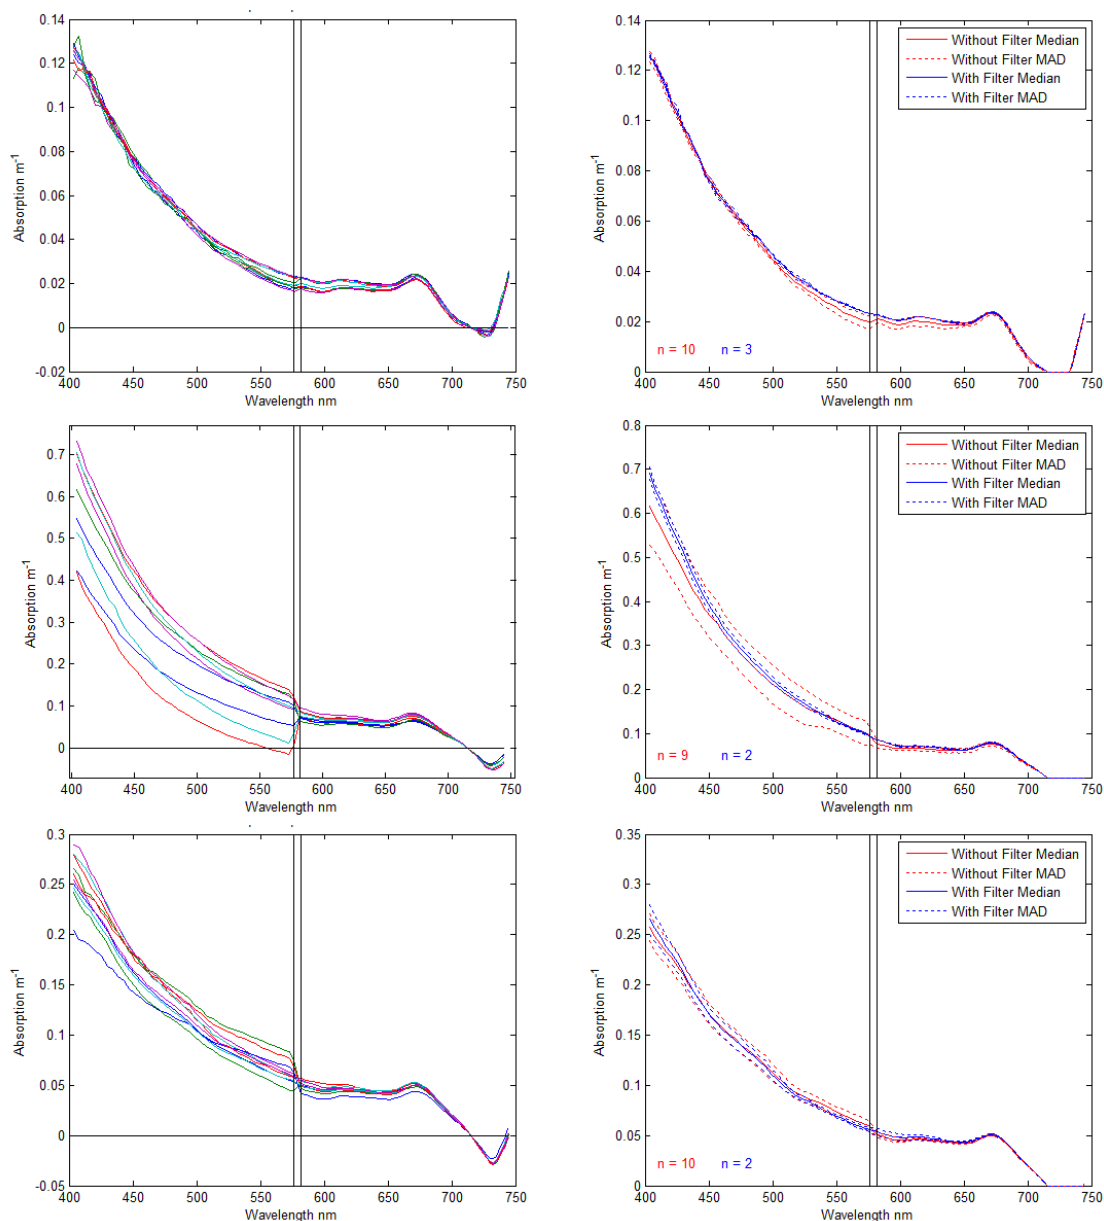 0.14
0.12
0.1
0.08
0.06
0.04
0.02
0
-0.02
Absorption m-1
400 450 500 550 600 650 700 750
Wavelength nm
0.14
0.12
0.1
0.08
0.06
0.04
0.02
0
Absorption m-1
Without Filter Median
Without Filter MAD
With Filter Median
With Filter MAD
n = 10 n = 3
400 450 500 550 600 650 700 750
Wavelength nm
0.7
0.6
0.5
0.4
0.3
0.2
0.1
0
Absorption m-1
400 450 500 550 600 650 700 750
Wavelength nm
0.8
0.7
0.6
0.5
0.4
0.3
0.2
0.1
0
Absorption m-1
Without Filter Median
Without Filter MAD
With Filter Median
With Filter MAD
n = 9 n = 2
400 450 500 550 600 650 700 750
Wavelength nm
0.3
0.25
0.2
0.15
0.1
0.05
0
-0.05
Absorption m-1
400 450 500 550 600 650 700 750
Wavelength nm
0.35
0.3
0.25
0.2
0.15
0.1
0.05
0
Absorption m-1
Without Filter Median
Without Filter MAD
With Filter Median
With Filter MAD
n = 10 n = 2
400 450 500 550 600 650 700 750
Wavelength nm